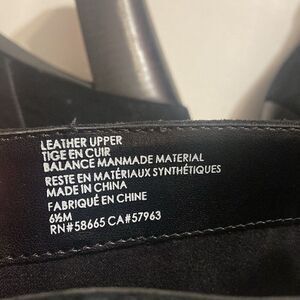 LEATHER UPPER
TIGE EN CUIR
BALANCE MANMADE MATERIAL
RESTE EN MATÉRIAUX SYNTHÉTIQUES
MADE IN CHINA
FABRIQUÉ EN CHINE
6½M
RN#58665 CA#57963